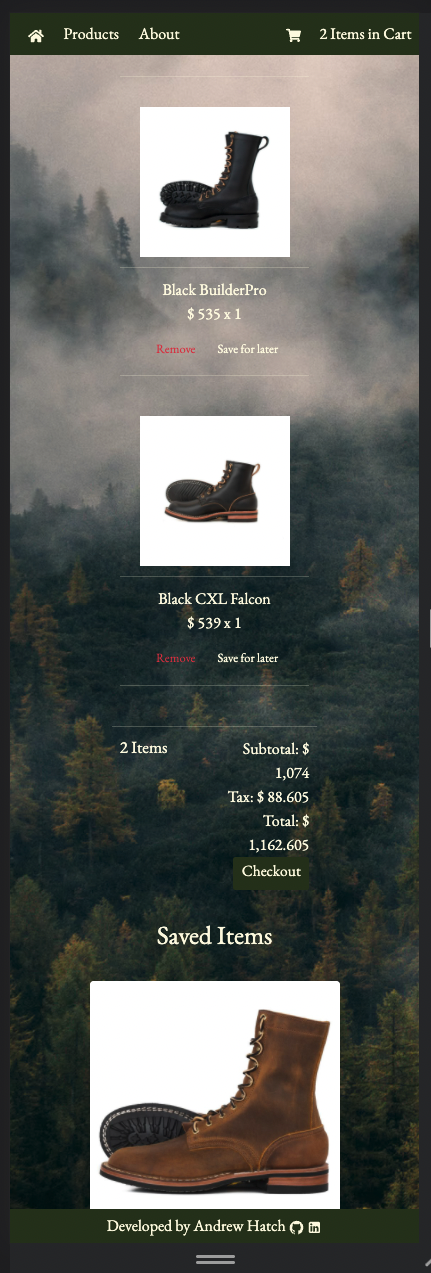 Products About 2 Items in Cart
Black BuilderPro
$ 535 x 1
Remove Save for later
Black CXL Falcon
$ 539 x 1
Remove Save for later
2 Items Subtotal: $
1,074
Tax: $ 88.605
Total: $
1,162.605
Checkout
Saved Items
Developed by Andrew Hatch